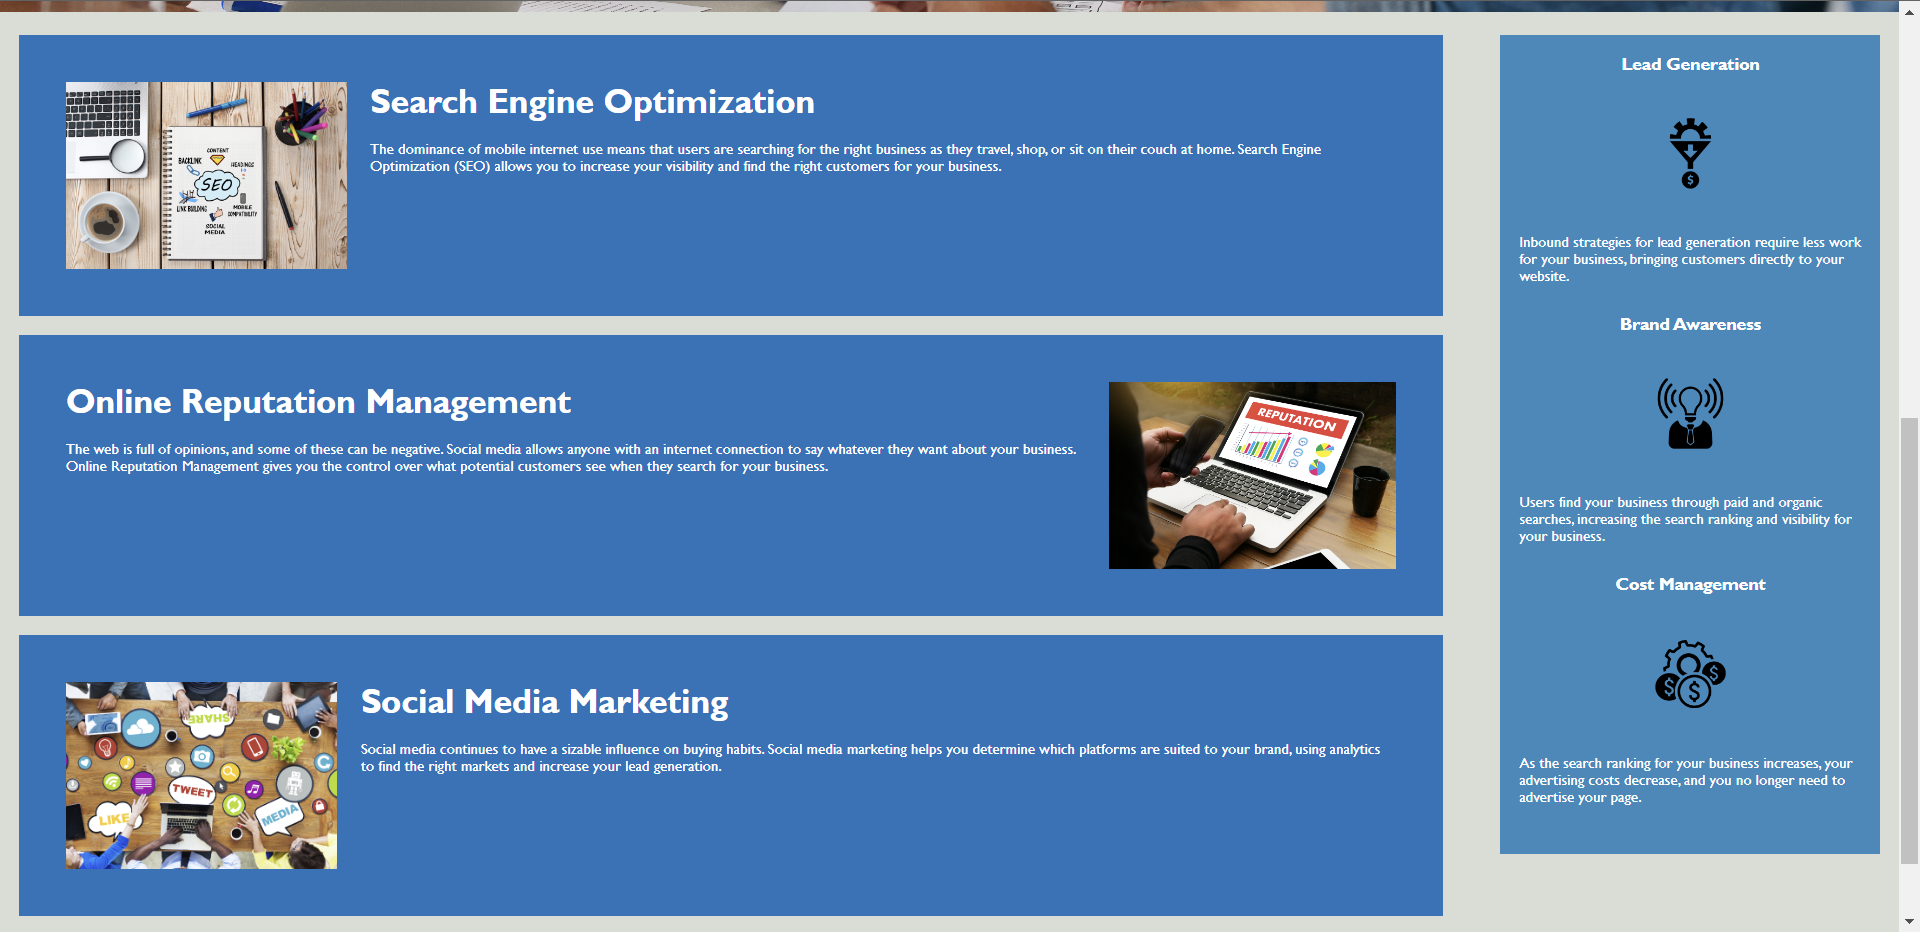 Search Engine Optimization
The dominance of mobile internet use means that users are searching for the right business as they travel, shop, or sit on their couch at home. Search Engine
Optimization (SEO) allows you to increase your visibility and find the right customers for your business.
CONTENT
BACKLINK
HEADINGS
SEO
LINK BUILDING
MOBILE
COMPATIBILITY
SOCIAL
MEDIA
Online Reputation Management
The web is full of opinions, and some of these can be negative. Social media allows anyone with an internet connection to say whatever they want about your business.
Online Reputation Management gives you the control over what potential customers see when they search for your business.
REPUTATION
Social Media Marketing
Social media continues to have a sizable influence on buying habits. Social media marketing helps you determine which platforms are suited to your brand, using analytics
to find the right markets and increase your lead generation.
SHARE
TWEET
LIKE
MEDIA
Lead Generation
$
Inbound strategies for lead generation require less work
for your business, bringing customers directly to your
website.
Brand Awareness
Users find your business through paid and organic
searches, increasing the search ranking and visibility for
your business.
Cost Management
$ $ $
As the search ranking for your business increases, your
advertising costs decrease, and you no longer need to
advertise your page.